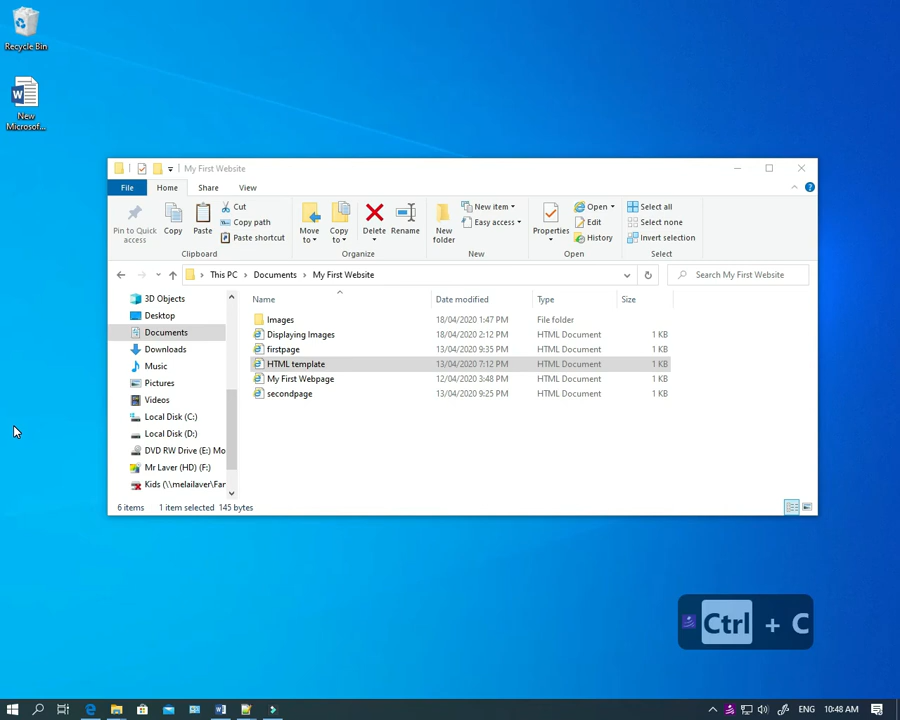 Recycle Bin
New
Microsof...
My First Website
File
Home
Share
View
Pin to Quick
access
Copy
Paste
Cut
Copy path
Paste shortcut
Clipboard
Move
to
Copy
to
Delete
Rename
Organize
New
folder
New item
Easy access
New
Properties
Open
Edit
History
Open
Select all
Select none
Invert selection
Select
This PC > Documents > My First Website
Search My First Website
3D Objects
Desktop
Documents
Downloads
Music
Pictures
Videos
Local Disk (C:)
Local Disk (D:)
DVD RW Drive (E:) Mo
Mr Laver (HD) (F:)
Kids (\\melailaver\Far
Name Date modified Type Size
Images 18/04/2020 1:47 PM File folder
Displaying Images 18/04/2020 2:12 PM HTML Document 1 KB
firstpage 13/04/2020 9:35 PM HTML Document 1 KB
HTML template 13/04/2020 7:12 PM HTML Document 1 KB
My First Webpage 12/04/2020 3:48 PM HTML Document 1 KB
secondpage 13/04/2020 9:25 PM HTML Document 1 KB
6 items 1 item selected 145 bytes
Ctrl + C
ENG 10:48 AM